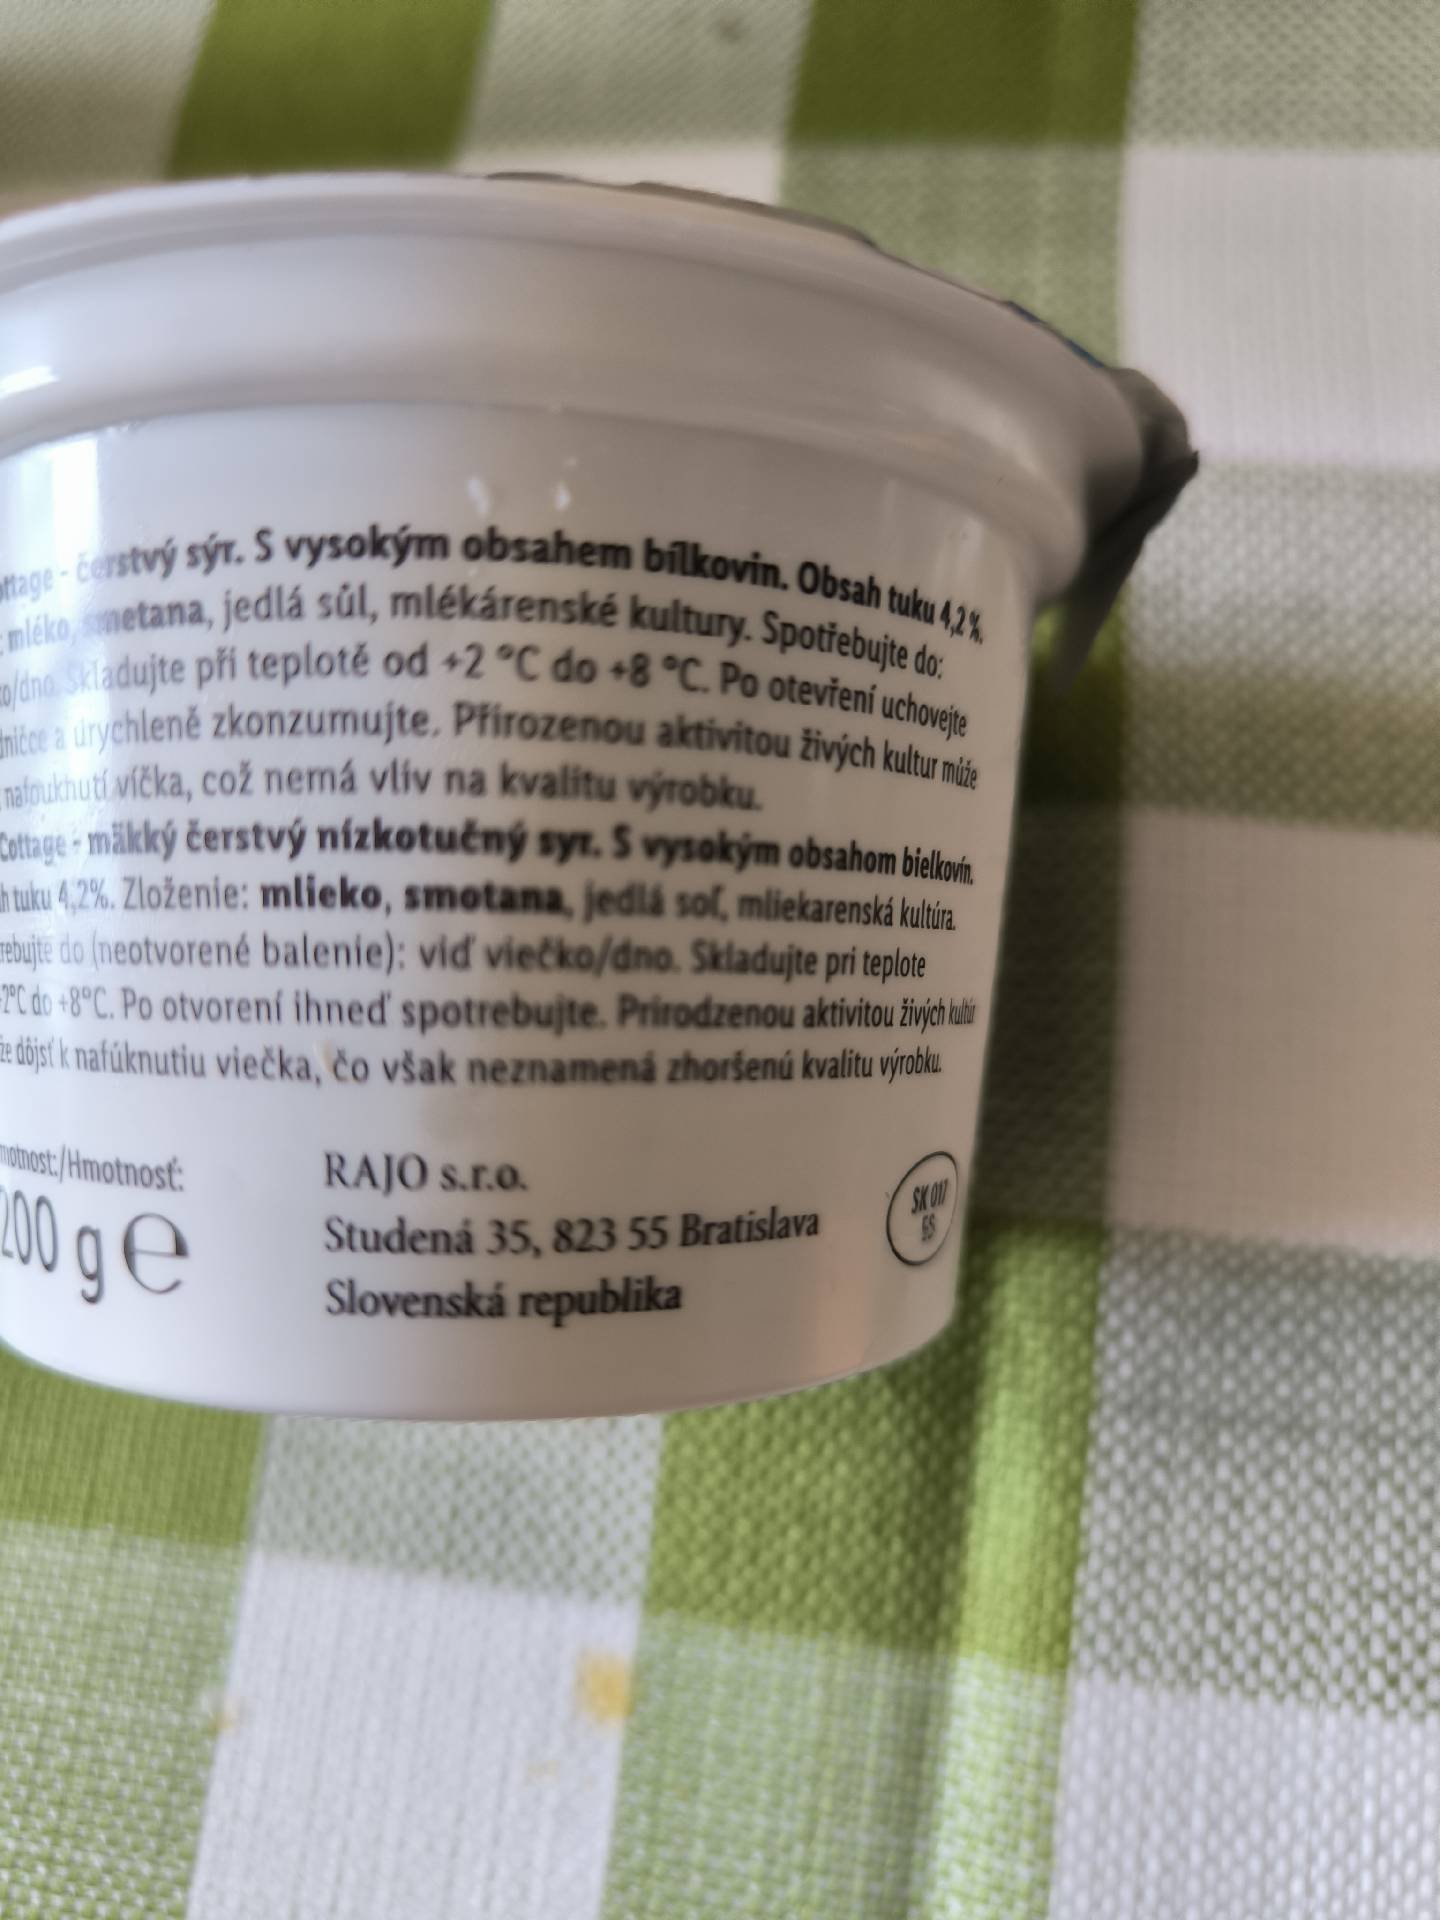 ottage - čerstvý sýr. S vysokým obsahem bílkovin. Obsah tuku 4,2 %.
: mléko, smetana, jedlá sůl, mlékárenské kultury. Spotřebujte do:
ko/dno. Skladujte při teplotě od +2 °C do +8 °C. Po otevření uchovejte
dničce a urychleně zkonzumujte. Přirozenou aktivitou živých kultur může
nafouknutí víčka, což nemá vliv na kvalitu výrobku.
Cottage - mäkký čerstvý nízkotučný syr. S vysokým obsahom bielkovín.
h tuku 4,2%. Zloženie: mlieko, smotana, jedlá soľ, mliekarenská kultúra.
rebujte do (neotvorené balenie): viď viečko/dno. Skladujte pri teplote
+2°C do +8°C. Po otvorení ihneď spotrebujte. Prirodzenou aktivitou živých kultúr
že dôjsť k nafúknutiu viečka, čo však neznamená zhoršenú kvalitu výrobku.
motnost:/Hmotnosť:
200 g e
RAJO s.r.o.
Studená 35, 823 55 Bratislava
Slovenská republika
SK 017
ES